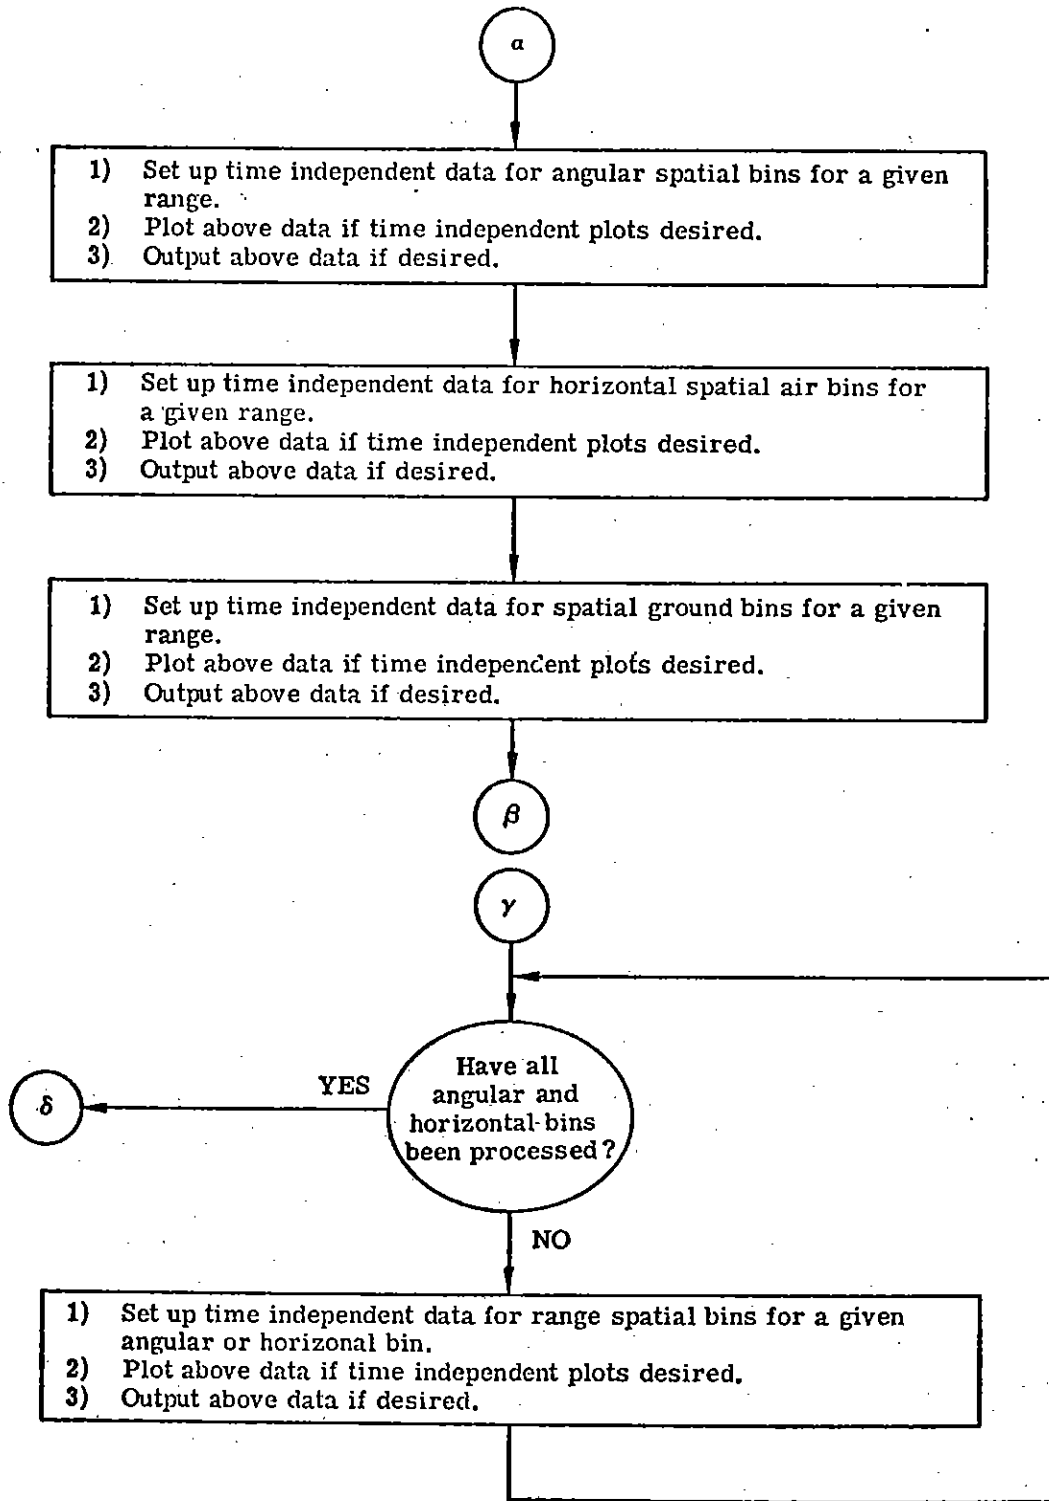 α
1) Set up time independent data for angular spatial bins for a given
range.
2) Plot above data if time independent plots desired.
3) Output above data if desired.
1) Set up time independent data for horizontal spatial air bins for
a given range.
2) Plot above data if time independent plots desired.
3) Output above data if desired.
1) Set up time independent data for spatial ground bins for a given
range.
2) Plot above data if time independent plots desired.
3) Output above data if desired.
β
γ
Have all
angular and
horizontal bins
been processed?
YES
δ
NO
1) Set up time independent data for range spatial bins for a given
angular or horizonal bin.
2) Plot above data if time independent plots desired.
3) Output above data if desired.